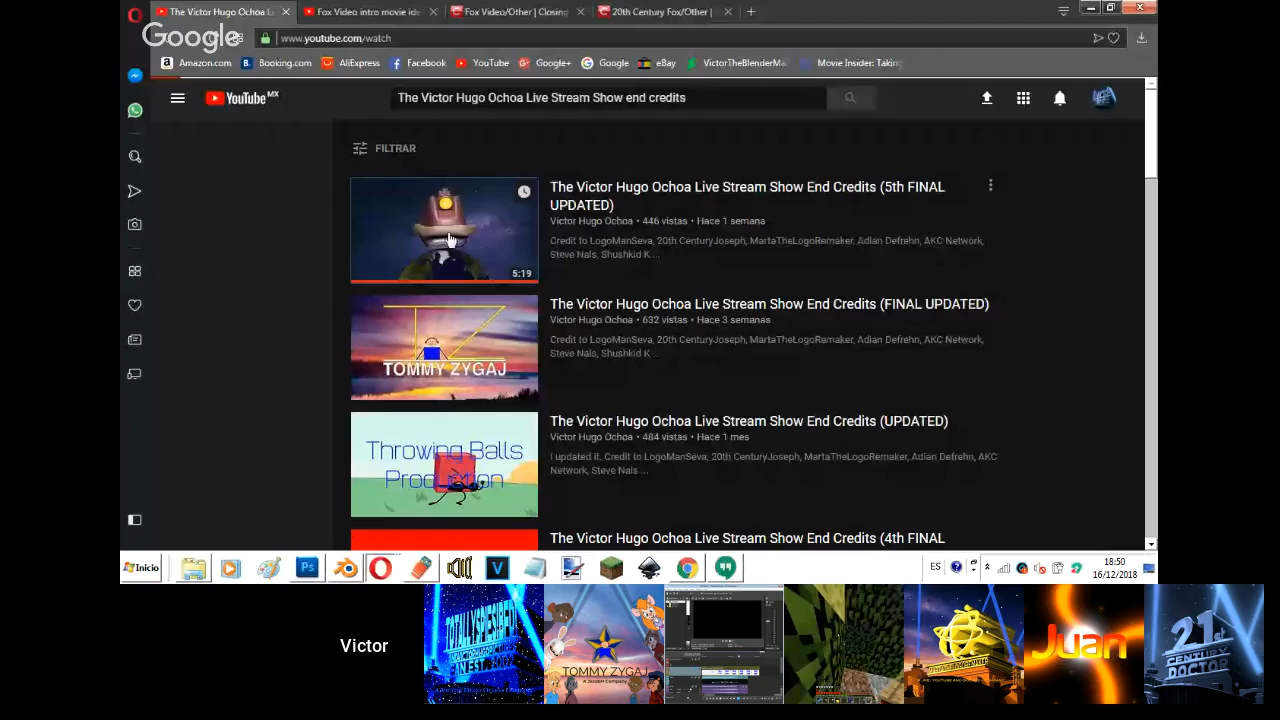 The Victor Hugo Ochoa L
Fox Video intro movie ide
Fox Video/Other | Closing
20th Century Fox/Other |
Google
www.youtube.com/watch
Amazon.com
Booking.com
AliExpress
Facebook
YouTube
Google+
Google
eBay
VictorTheBlenderMa
Movie Insider: Taking
YouTube MX
The Victor Hugo Ochoa Live Stream Show end credits
FILTRAR
The Victor Hugo Ochoa Live Stream Show End Credits (5th FINAL
UPDATED)
Victor Hugo Ochoa • 446 vistas • Hace 1 semana
Credit to LogoManSeva, 20th CenturyJoseph, MartaTheLogoRemaker, Adian Defrehn, AKC Network,
Steve Nals, Shushkid K ...
5:19
The Victor Hugo Ochoa Live Stream Show End Credits (FINAL UPDATED)
Victor Hugo Ochoa • 632 vistas • Hace 3 semanas
Credit to LogoManSeva, 20th CenturyJoseph, MartaTheLogoRemaker, Adian Defrehn, AKC Network,
Steve Nals, Shushkid K ...
TOMMY ZYGAJ
The Victor Hugo Ochoa Live Stream Show End Credits (UPDATED)
Victor Hugo Ochoa • 484 vistas • Hace 1 mes
I updated it. Credit to LogoManSeva, 20th CenturyJoseph, MartaTheLogoRemaker, Adian Defrehn, AKC
Network, Steve Nals ...
Throwing Balls
Production
The Victor Hugo Ochoa Live Stream Show End Credits (4th FINAL
Inicio
Ps
V
ES
18:50
16/12/2018
Victor
TOMMY ZYGAJ
Juan
21st
CENTURY
DOCTOR